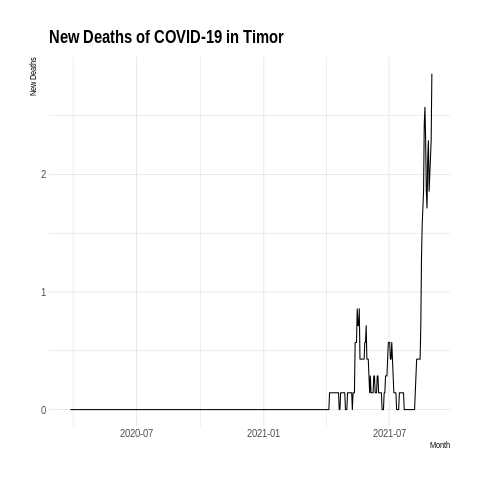 New Deaths of COVID-19 in Timor
New Deaths
2
1
0
2020-07
2021-01
2021-07
Month